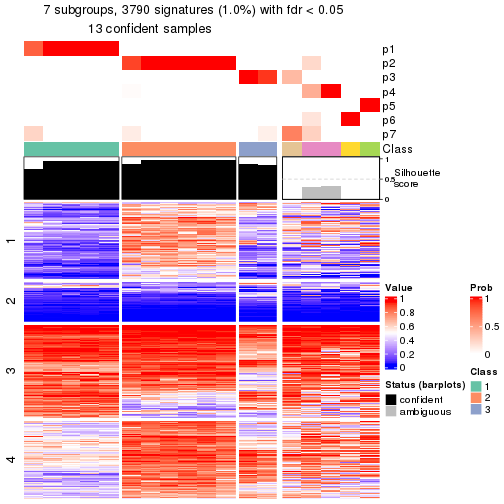 7 subgroups, 3790 signatures (1.0%) with fdr < 0.05
13 confident samples
p1
p2
p3
p4
p5
p6
p7
Class
1
0.5
0
Silhouette
score
1
2
3
4
Value
1
0.8
0.6
0.4
0.2
0
Prob
1
0.5
0
Status (barplots)
confident
ambiguous
Class
1
2
3